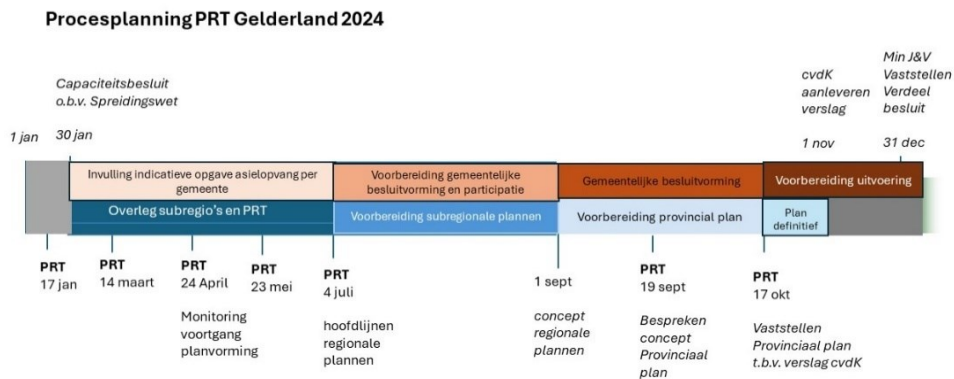 Procesplanning PRT Gelderland 2024
Capaciteitsbesluit
o.b.v. Spreidingswet
1 jan
30 jan
cvdK
aanleveren
verslag
1 nov
Min J&V
Vaststellen
Verdeel
besluit
31 dec
Invulling indicatieve opgave asielopvang per
gemeente
Voorbereiding gemeentelijke
besluitvorming en participatie
Gemeentelijke besluitvorming
Voorbereiding uitvoering
Overleg subregio's en PRT
Voorbereiding subregionale plannen
Voorbereiding provincial plan
Plan
definitief
PRT
17 jan
PRT
14 maart
PRT
24 April
Monitoring
voortgang
planvorming
PRT
23 mei
PRT
4 juli
hoofdlijnen
regionale
plannen
1 sept
concept
regionale
plannen
PRT
19 sept
Bespreken
concept
Provinciaal
plan
PRT
17 okt
Vaststellen
Provinciaal plan
t.b.v. verslag cvdK